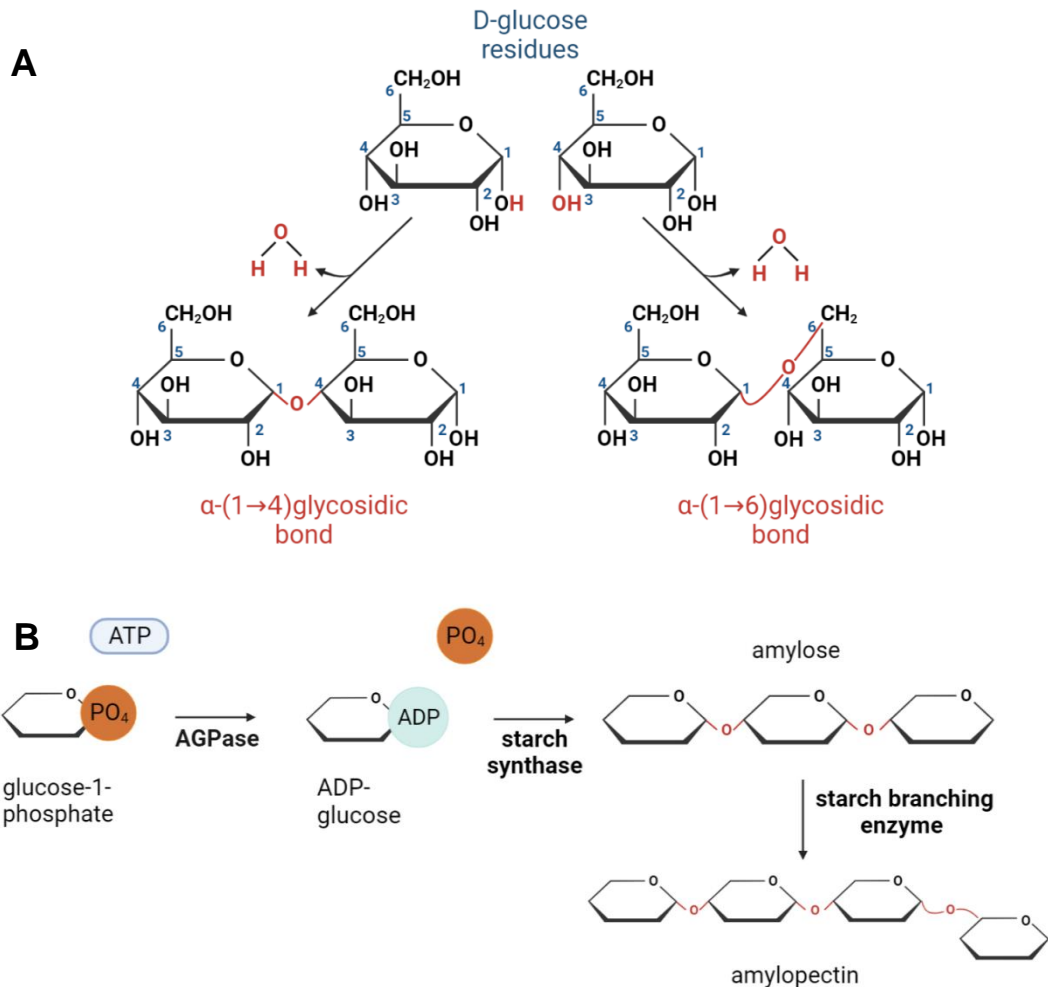 D-glucose
residues
A
CH₂OH
CH₂OH
6
6
5
O
5
O
4
OH
1
4
OH
1
OH
3
2
OH
OH
3
2
OH
OH
OH
O
H
H
O
H
H
CH₂OH
CH₂OH
CH₂OH
CH₂
6
6
6
6
5
O
5
O
5
O
O
5
O
4
OH
1
O
4
OH
1
4
OH
1
4
OH
1
OH
3
2
3
2
OH
OH
3
2
OH
3
2
OH
OH
OH
OH
OH
α-(1→4)glycosidic
bond
α-(1→6)glycosidic
bond
B
ATP
PO₄
amylose
O
PO₄
O
ADP
O
O
O
O
O
AGPase
starch
synthase
glucose-1-
phosphate
ADP-
glucose
starch branching
enzyme
O
O
O
O
O
O
O
amylopectin